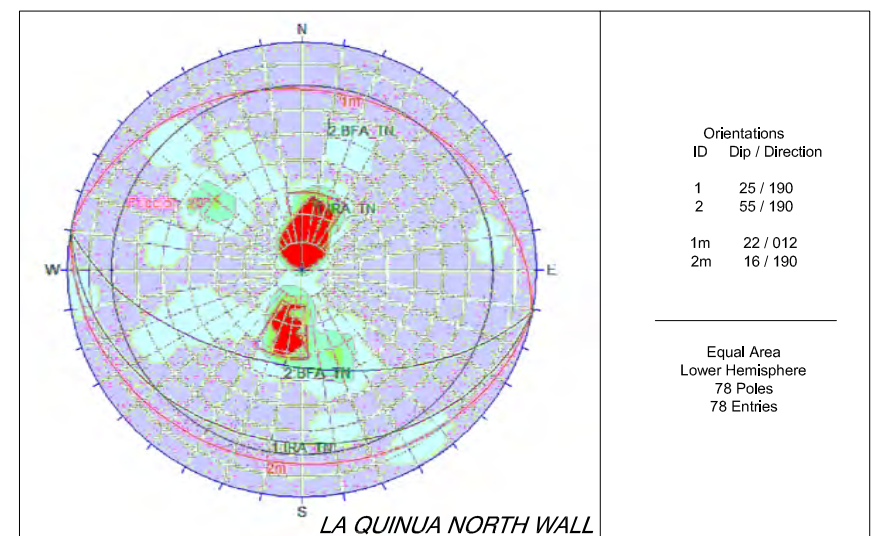 N
1m
2 BFA_TN
IRA_TN
W
E
2 BFA_TN
1 IRA_TN
2m
S
LA QUINUA NORTH WALL
Orientations
ID Dip / Direction
1 25 / 190
2 55 / 190
1m 22 / 012
2m 16 / 190
Equal Area
Lower Hemisphere
78 Poles
78 Entries